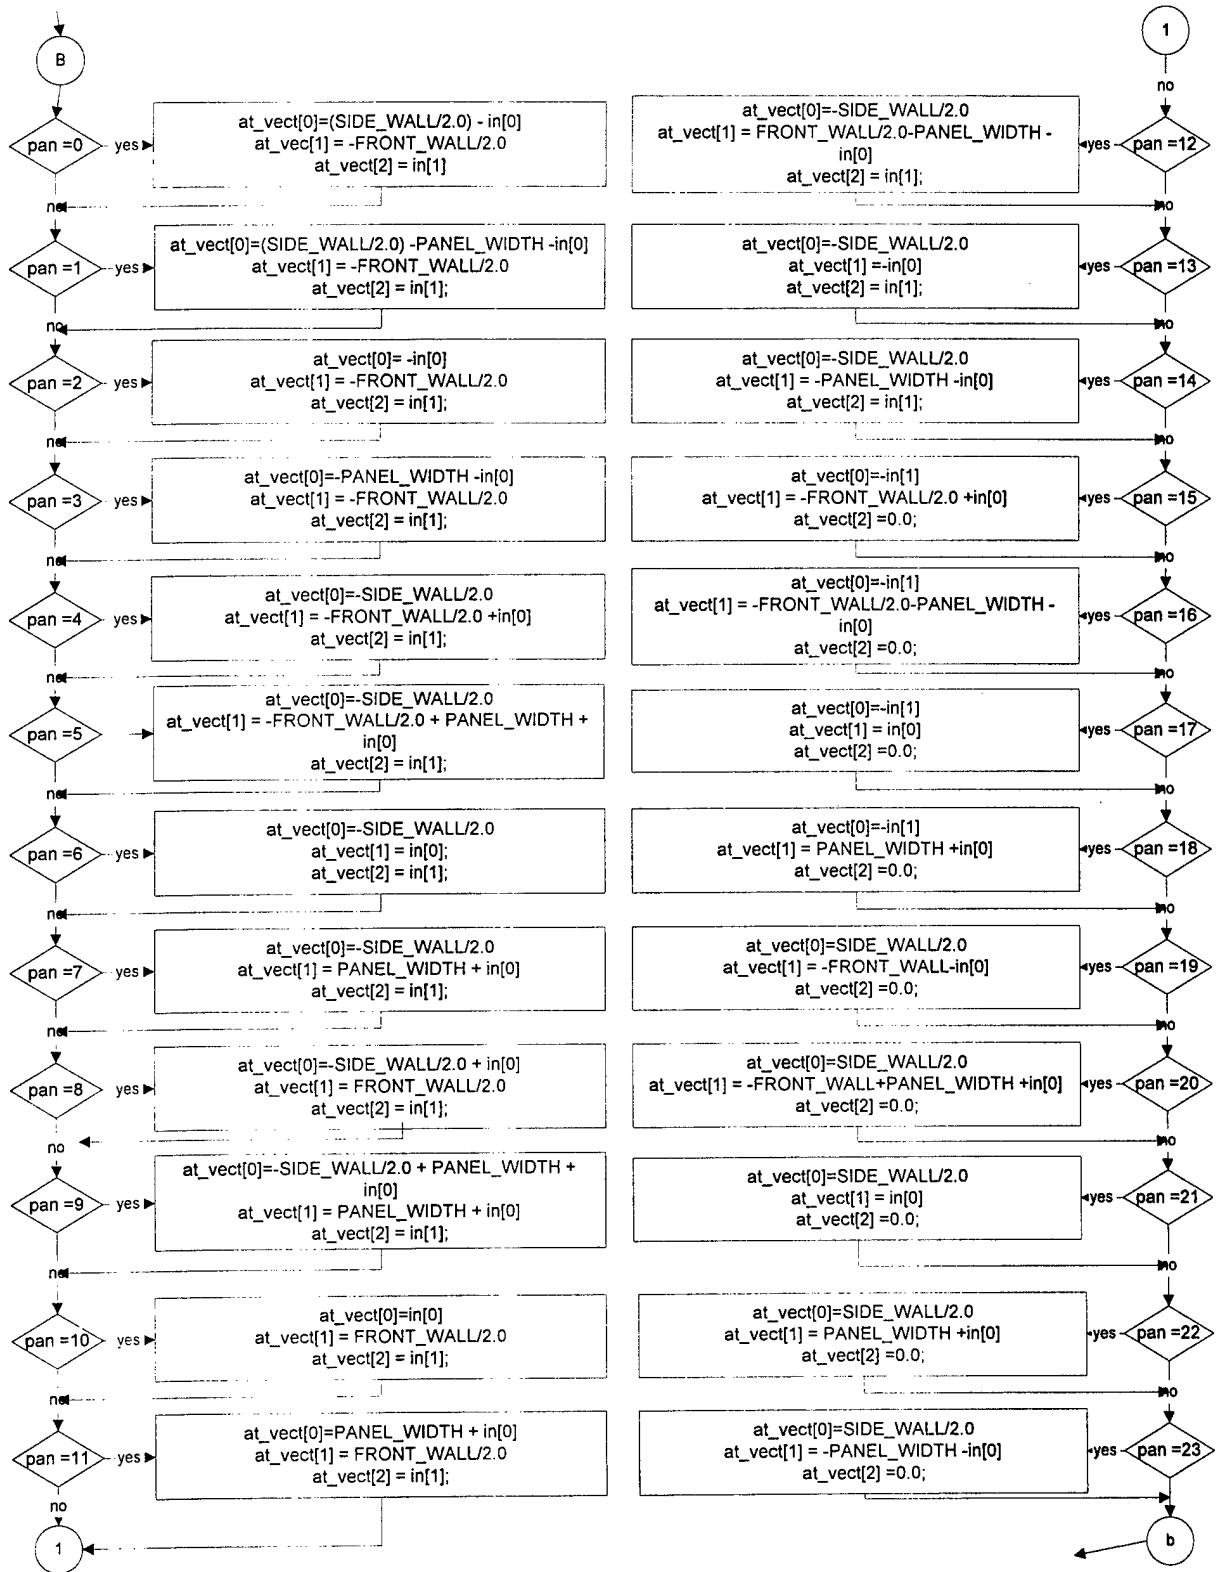 B
pan =0
yes
at_vect[0]=(SIDE_WALL/2.0) - in[0]
at_vec[1] = -FRONT_WALL/2.0
at_vect[2] = in[1]
no
pan =1
yes
at_vect[0]=(SIDE_WALL/2.0) -PANEL_WIDTH -in[0]
at_vect[1] = -FRONT_WALL/2.0
at_vect[2] = in[1];
no
pan =2
yes
at_vect[0]= -in[0]
at_vect[1] = -FRONT_WALL/2.0
at_vect[2] = in[1];
no
pan =3
yes
at_vect[0]=-PANEL_WIDTH -in[0]
at_vect[1] = -FRONT_WALL/2.0
at_vect[2] = in[1];
no
pan =4
yes
at_vect[0]=-SIDE_WALL/2.0
at_vect[1] = -FRONT_WALL/2.0 +in[0]
at_vect[2] = in[1];
no
pan =5
at_vect[0]=-SIDE_WALL/2.0
at_vect[1] = -FRONT_WALL/2.0 + PANEL_WIDTH +
in[0]
at_vect[2] = in[1];
no
pan =6
yes
at_vect[0]=-SIDE_WALL/2.0
at_vect[1] = in[0];
at_vect[2] = in[1];
no
pan =7
yes
at_vect[0]=-SIDE_WALL/2.0
at_vect[1] = PANEL_WIDTH + in[0]
at_vect[2] = in[1];
no
pan =8
yes
at_vect[0]=-SIDE_WALL/2.0 + in[0]
at_vect[1] = FRONT_WALL/2.0
at_vect[2] = in[1];
no
pan =9
yes
at_vect[0]=-SIDE_WALL/2.0 + PANEL_WIDTH +
in[0]
at_vect[1] = PANEL_WIDTH + in[0]
at_vect[2] = in[1];
no
pan =10
yes
at_vect[0]=in[0]
at_vect[1] = FRONT_WALL/2.0
at_vect[2] = in[1];
no
pan =11
yes
at_vect[0]=PANEL_WIDTH + in[0]
at_vect[1] = FRONT_WALL/2.0
at_vect[2] = in[1];
no
1
1
no
at_vect[0]=-SIDE_WALL/2.0
at_vect[1] = FRONT_WALL/2.0-PANEL_WIDTH -
in[0]
at_vect[2] = in[1];
yes
pan =12
no
at_vect[0]=-SIDE_WALL/2.0
at_vect[1] =-in[0]
at_vect[2] = in[1];
yes
pan =13
no
at_vect[0]=-SIDE_WALL/2.0
at_vect[1] = -PANEL_WIDTH -in[0]
at_vect[2] = in[1];
yes
pan =14
no
at_vect[0]=-in[1]
at_vect[1] = -FRONT_WALL/2.0 +in[0]
at_vect[2] =0.0;
yes
pan =15
no
at_vect[0]=-in[1]
at_vect[1] = -FRONT_WALL/2.0-PANEL_WIDTH -
in[0]
at_vect[2] =0.0;
yes
pan =16
no
at_vect[0]=-in[1]
at_vect[1] = in[0]
at_vect[2] =0.0;
yes
pan =17
no
at_vect[0]=-in[1]
at_vect[1] = PANEL_WIDTH +in[0]
at_vect[2] =0.0;
yes
pan =18
no
at_vect[0]=SIDE_WALL/2.0
at_vect[1] = -FRONT_WALL-in[0]
at_vect[2] =0.0;
yes
pan =19
no
at_vect[0]=SIDE_WALL/2.0
at_vect[1] = -FRONT_WALL+PANEL_WIDTH +in[0]
at_vect[2] =0.0;
yes
pan =20
no
at_vect[0]=SIDE_WALL/2.0
at_vect[1] = in[0]
at_vect[2] =0.0;
yes
pan =21
no
at_vect[0]=SIDE_WALL/2.0
at_vect[1] = PANEL_WIDTH +in[0]
at_vect[2] =0.0;
yes
pan =22
no
at_vect[0]=SIDE_WALL/2.0
at_vect[1] = -PANEL_WIDTH -in[0]
at_vect[2] =0.0;
yes
pan =23
b